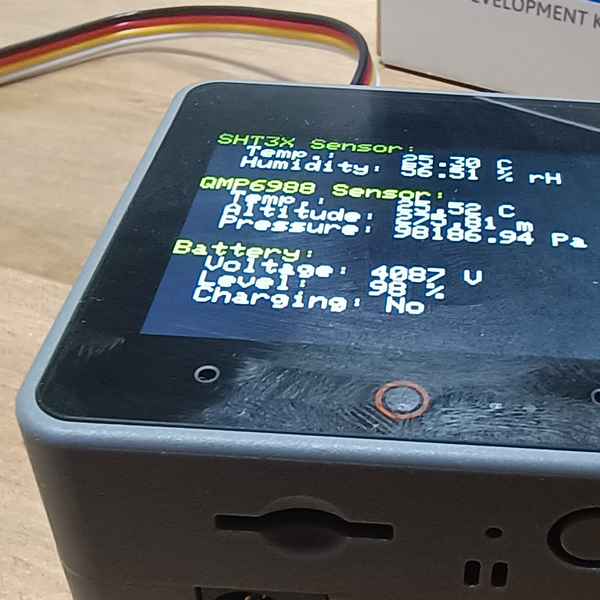 EVELOPMENT K
SHT3X Sensor:
Temp.: 25.30 C
Humidity: 56.51 % rH
QMP6988 Sensor:
Temp.: 25.52 C
Altitude: m
Pressure: 98186.94 Pa
Battery:
Voltage: 4087 V
Level: 98 %
Charging: No